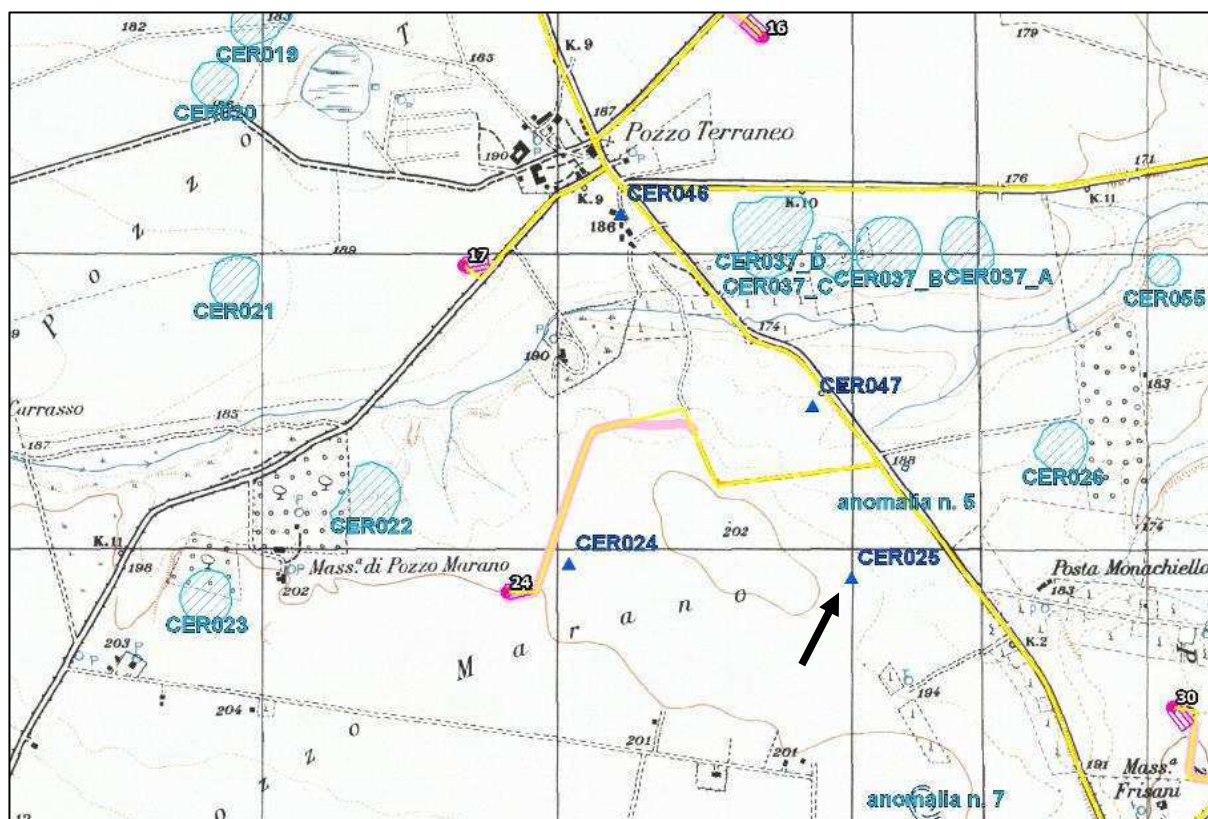 182
183
CER019
CER020
185
T
K. 9
187
16
179
Pozzo Terraneo
190
P
P
P
K. 9
CER046
186
K. 10
176
171
K. 11
o
z
z
o
P
189
17
CER021
CER037_D
CER037_C
CER037_B
CER037_A
CER055
174
P
190
CER047
183
Carrasso
187
185
188
CER026
CER022
P
anomalia n. 5
174
202
K. 11
198
CER024
CER025
Mass.ᵃ di Pozzo Marano
P
202
24
Posta Monachiello
183
P
CER023
M a r a n o
203
P
P
K. 2
P
194
204
201
201
30
191
Mass.ᵃ
Frisani
2
o
z
z
anomalia n. 7
P